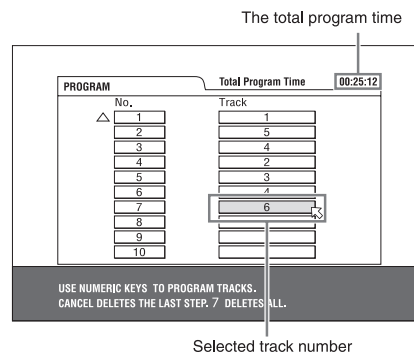 The total program time
PROGRAM Total Program Time 00:25:12
No. Track
1 1
2 5
3 4
4 2
5 3
6 4
7 6
8
9
10
USE NUMERIC KEYS TO PROGRAM TRACKS.
CANCEL DELETES THE LAST STEP. 7 DELETES ALL.
Selected track number